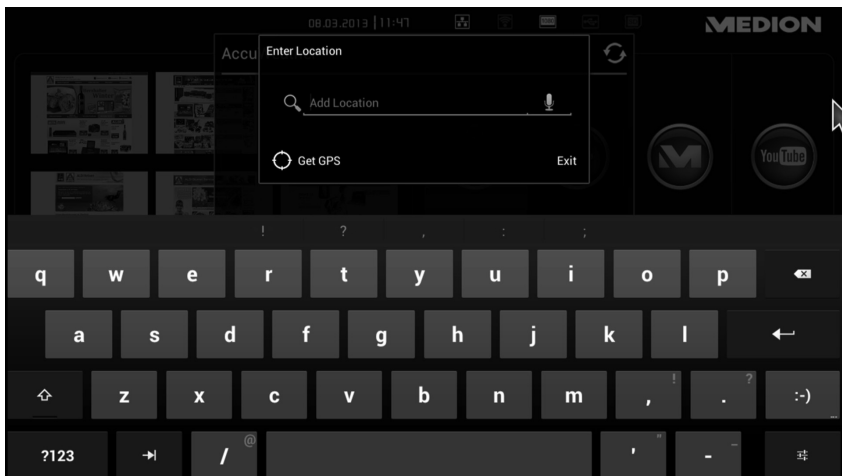 08.03.2013 | 11:47
MEDION
Accu
Enter Location
Add Location
Get GPS
Exit
You Tube
! ? , : ;
q w e r t y u i o p
a s d f g h j k l
! ?
z x c v b n m , . :-)
...
@ " _
?123 / ' -